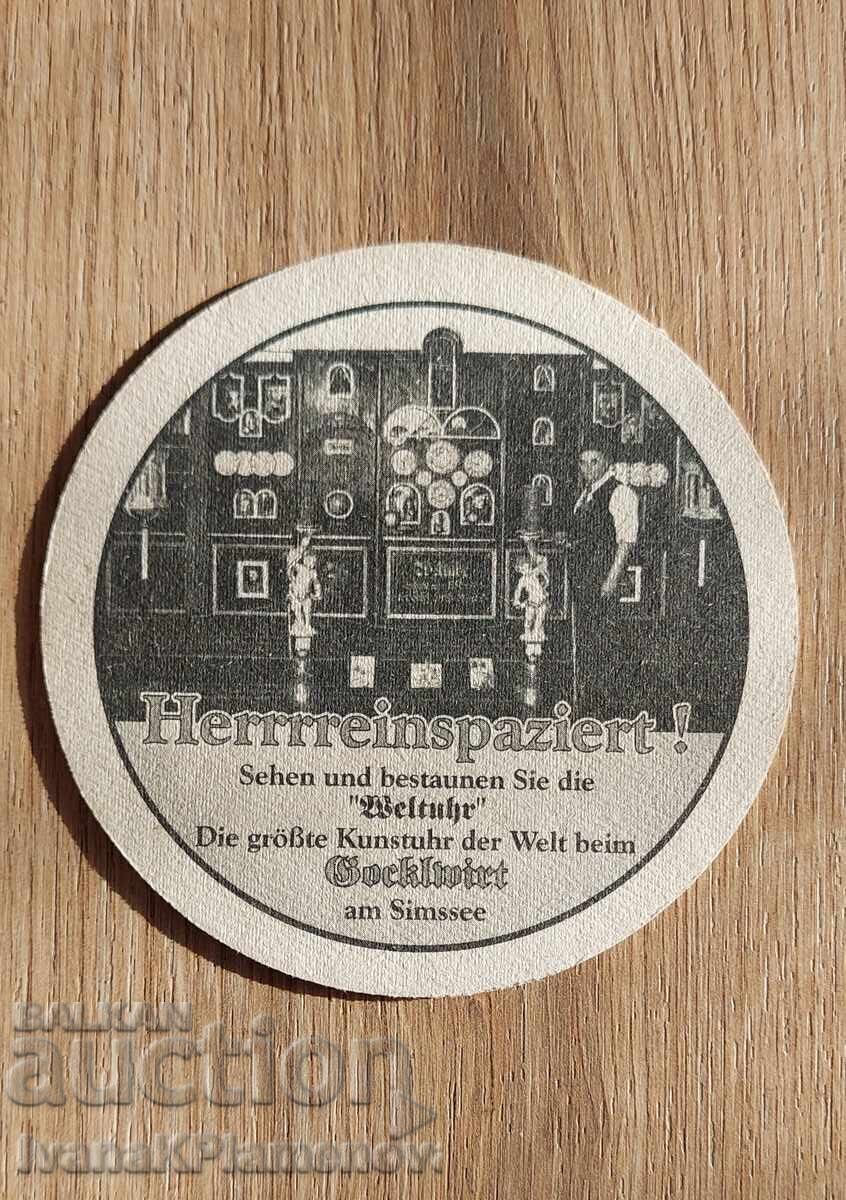 Herrrreinspaziert !
Sehen und bestaunen Sie die
"Weltuhr"
Die größte Kunstuhr der Welt beim
Gocklwirt
am Simssee
BALKAN
auction
IvanaKPlamenov.